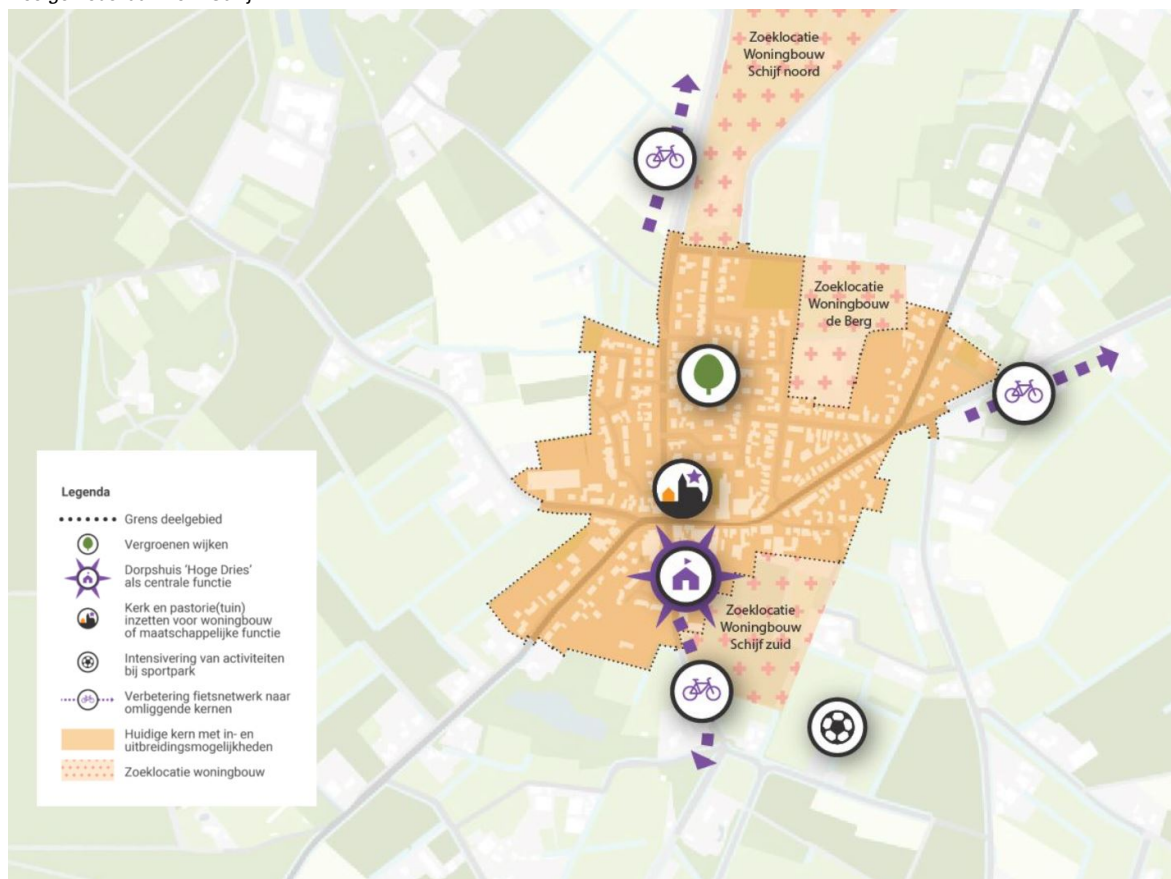 Zoeklocatie
Woningbouw
Schijf noord
Zoeklocatie
Woningbouw
de Berg
Zoeklocatie
Woningbouw
Schijf zuid
Legenda
Grens deelgebied
Vergroenen wijken
Dorpshuis 'Hoge Dries'
als centrale functie
Kerk en pastorie(tuin)
inzetten voor woningbouw
of maatschappelijke functie
Intensivering van activiteiten
bij sportpark
Verbetering fietsnetwerk naar
omliggende kernen
Huidige kern met in- en
uitbreidingsmogelijkheden
Zoeklocatie woningbouw